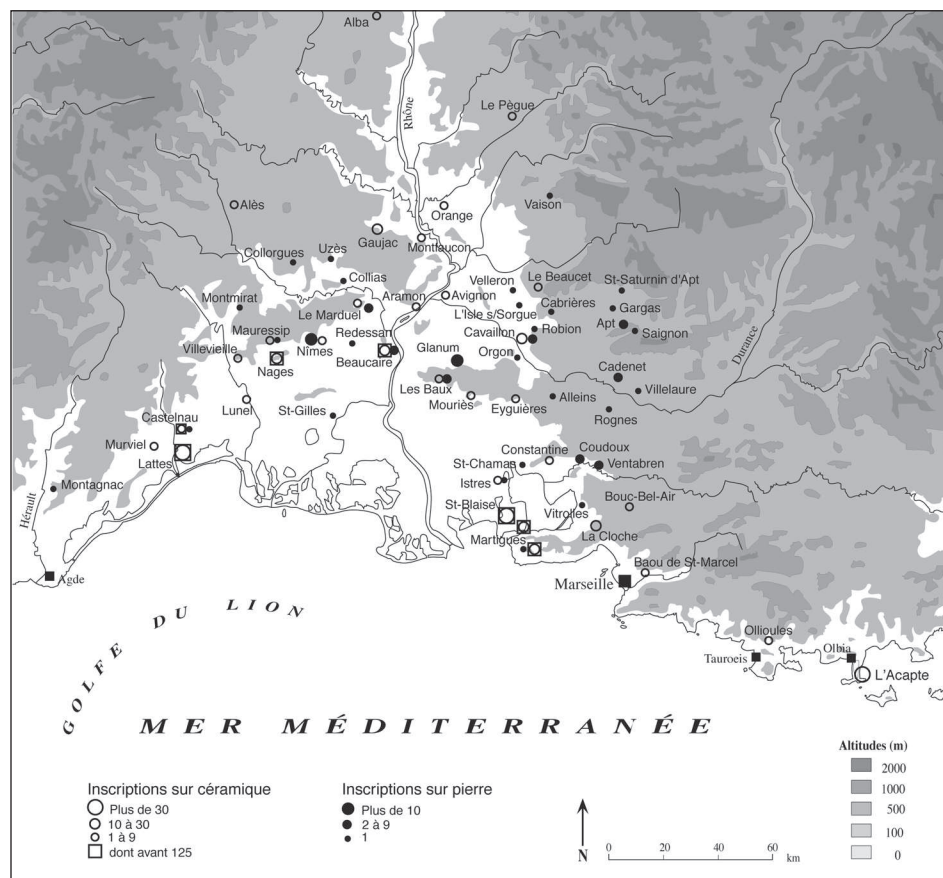 Alba
Le Pègue
Rhône
Alès
Orange
Vaison
Gaujac
Montfaucon
Collorgues
Uzès
Collias
Velleron
Le Beaucet
St-Saturnin d'Apt
Montmirat
Le Marduel
Aramon
Avignon
L'Isle s/Sorgue
Cabrières
Gargas
Mauressip
Nîmes
Redessan
Cavaillon
Robion
Apt
Saignon
Durance
Villevieille
Nages
Beaucaire
Glanum
Orgon
Cadenet
Les Baux
Villelaure
Lunel
St-Gilles
Mouriès
Eyguières
Alleins
Rognes
Castelnau
Murviel
Lattes
Constantine
Coudoux
St-Chamas
Ventabren
Montagnac
Hérault
Istres
St-Blaise
Vitrolles
Bouc-Bel-Air
Martigues
La Cloche
Agde
Marseille
Baou de St-Marcel
GOLFE DU LION
Ollioules
Tauroeis
Olbia
L'Acapte
MER MÉDITERRANÉE
Altitudes (m)
2000
1000
500
100
0
Inscriptions sur céramique
Plus de 30
10 à 30
1 à 9
dont avant 125
Inscriptions sur pierre
Plus de 10
2 à 9
1
N
0 20 40 60
km